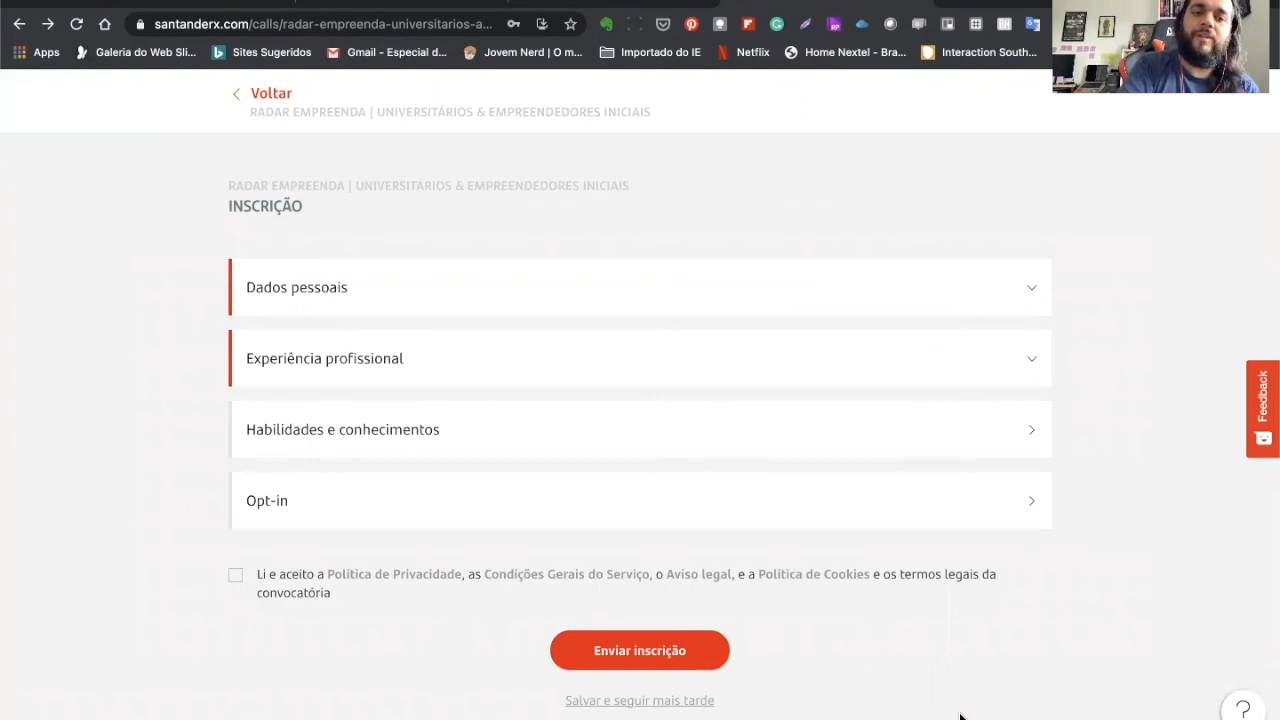 santanderx.com/calls/radar-empreenda-universitarios-a...
Apps
Galeria do Web Sli...
Sites Sugeridos
Gmail - Especial d...
Jovem Nerd | O m...
Importado do IE
Netflix
Home Nextel - Bra...
Interaction South...
Voltar
RADAR EMPREENDA | UNIVERSITÁRIOS & EMPREENDEDORES INICIAIS
RADAR EMPREENDA | UNIVERSITÁRIOS & EMPREENDEDORES INICIAIS
INSCRIÇÃO
Dados pessoais
Experiência profissional
Habilidades e conhecimentos
Opt-in
Feedback
Li e aceito a Política de Privacidade, as Condições Gerais do Serviço, o Aviso legal, e a Política de Cookies e os termos legais da
convocatória
Enviar inscrição
Salvar e seguir mais tarde
?